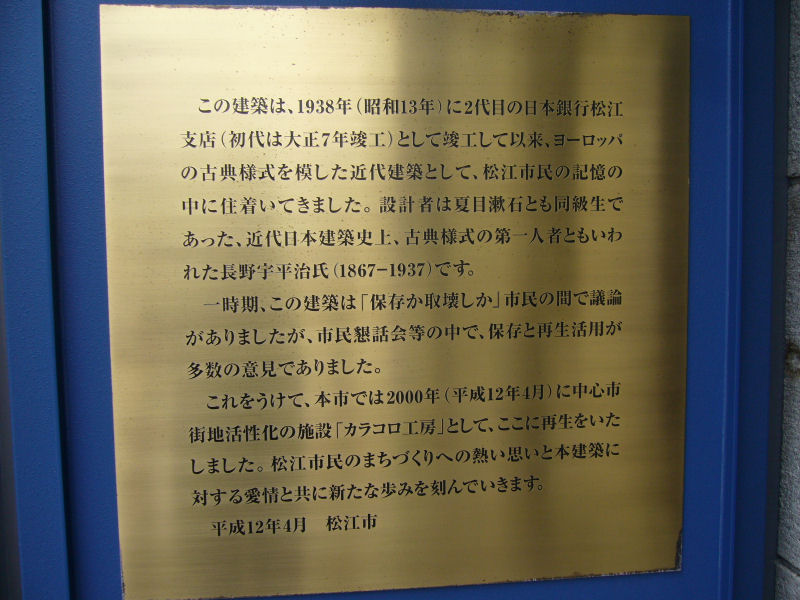 この建築は、1938年（昭和13年）に2代目の日本銀行松江
支店（初代は大正7年竣工）として竣工して以来、ヨーロッパ
の古典様式を模した近代建築として、松江市民の記憶の
中に住着いてきました。設計者は夏目漱石とも同級生で
あった、近代日本建築史上、古典様式の第一人者ともいわ
れた長野宇平治氏（1867-1937）です。
一時期、この建築は「保存か取壊しか」市民の間で議論
がありましたが、市民懇話会等の中で、保存と再生活用が
多数の意見でありました。
これをうけて、本市では2000年（平成12年4月）に中心市
街地活性化の施設「カラコロ工房」として、ここに再生をいた
しました。松江市民のまちづくりへの熱い思いと本建築に
対する愛情と共に新たな歩みを刻んでいきます。
平成12年4月　松江市